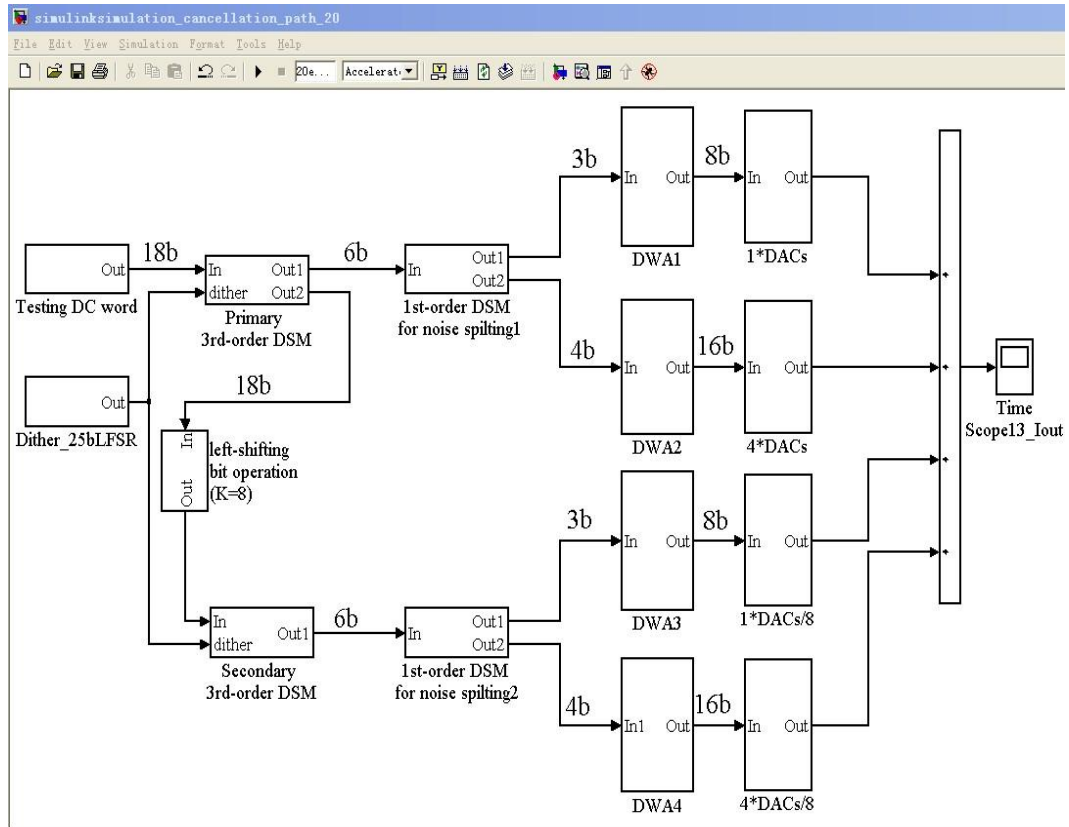 simulinksimulation_cancellation_path_20
File Edit View Simulation Format Tools Help
20e... Accelerat
3b
In Out
DWA1
8b
In Out
1*DACs
18b
Out
Testing DC word
In Out1
dither Out2
Primary
3rd-order DSM
6b
In Out1
Out2
1st-order DSM
for noise spilting1
4b
In Out
DWA2
16b
In Out
4*DACs
Time
Scope13_Iout
18b
Out
Dither_25bLFSR
In
Out
left-shifting
bit operation
(K=8)
3b
In Out
DWA3
8b
In Out
1*DACs/8
In Out1
dither
Secondary
3rd-order DSM
6b
In Out1
Out2
1st-order DSM
for noise spilting2
4b
In1 Out
DWA4
16b
In Out
4*DACs/8